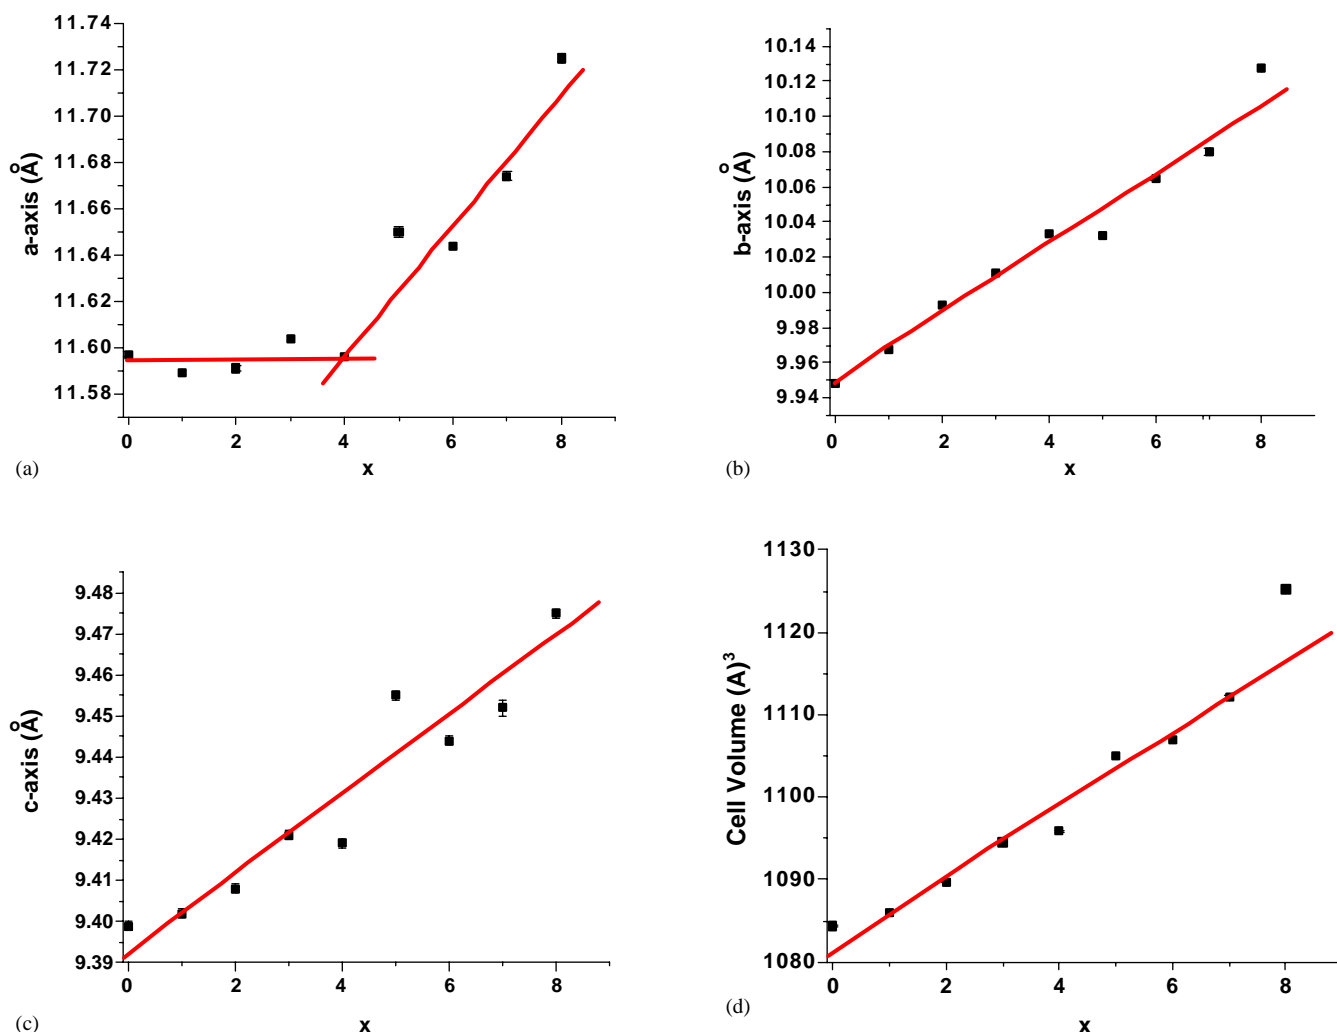 11.74
11.72
11.70
11.68
11.66
11.64
11.62
11.60
11.58
a-axis (Å)
0 2 4 6 8
x
(a)
10.14
10.12
10.10
10.08
10.06
10.04
10.02
10.00
9.98
9.96
9.94
b-axis (Å)
0 2 4 6 8
x
(b)
9.48
9.47
9.46
9.45
9.44
9.43
9.42
9.41
9.40
9.39
c-axis (Å)
0 2 4 6 8
x
(c)
1130
1120
1110
1100
1090
1080
Cell Volume (A)³
0 2 4 6 8
x
(d)